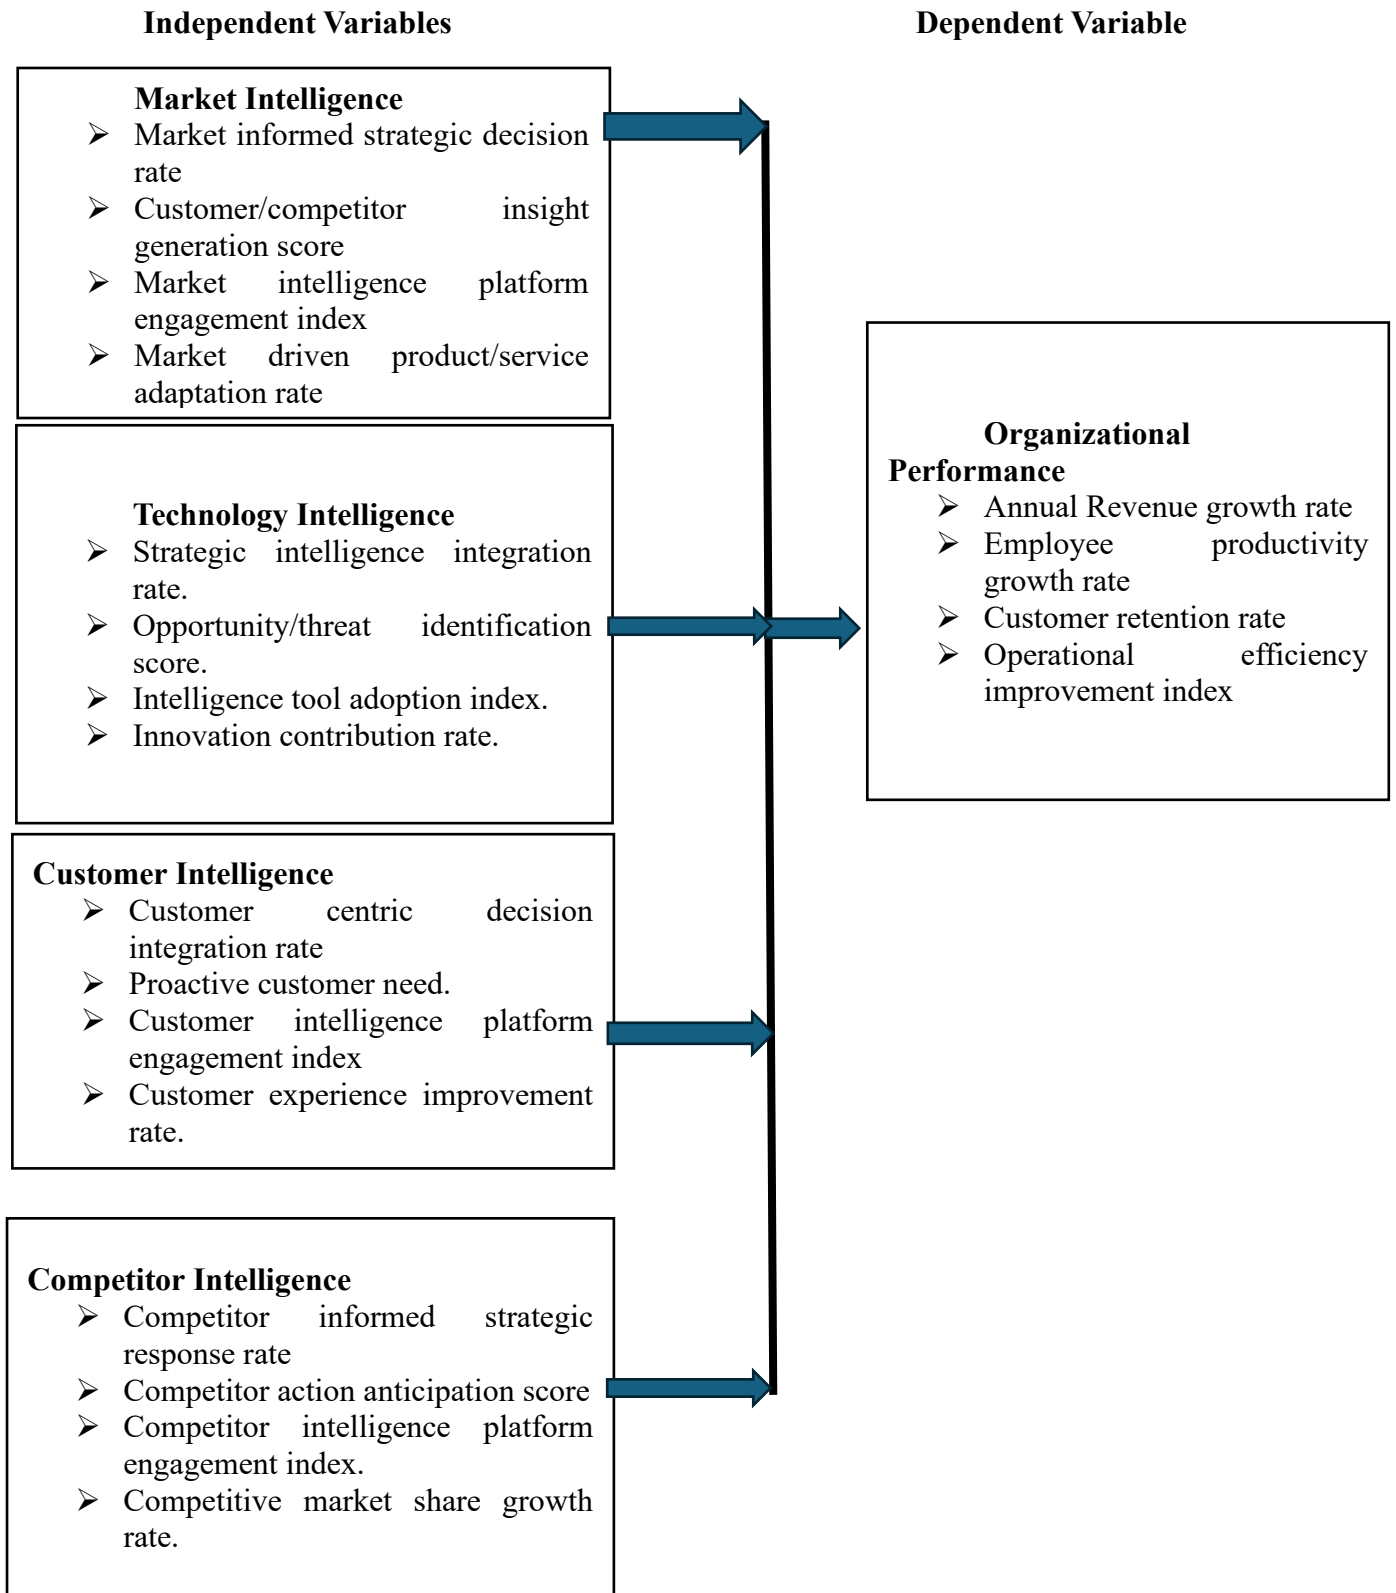 Independent Variables
Dependent Variable
Market Intelligence
➢ Market informed strategic decision
rate
➢ Customer/competitor insight
generation score
➢ Market intelligence platform
engagement index
➢ Market driven product/service
adaptation rate
Technology Intelligence
➢ Strategic intelligence integration
rate.
➢ Opportunity/threat identification
score.
➢ Intelligence tool adoption index.
➢ Innovation contribution rate.
Customer Intelligence
➢ Customer centric decision
integration rate
➢ Proactive customer need.
➢ Customer intelligence platform
engagement index
➢ Customer experience improvement
rate.
Competitor Intelligence
➢ Competitor informed strategic
response rate
➢ Competitor action anticipation score
➢ Competitor intelligence platform
engagement index.
➢ Competitive market share growth
rate.
Organizational
Performance
➢ Annual Revenue growth rate
➢ Employee productivity
growth rate
➢ Customer retention rate
➢ Operational efficiency
improvement index